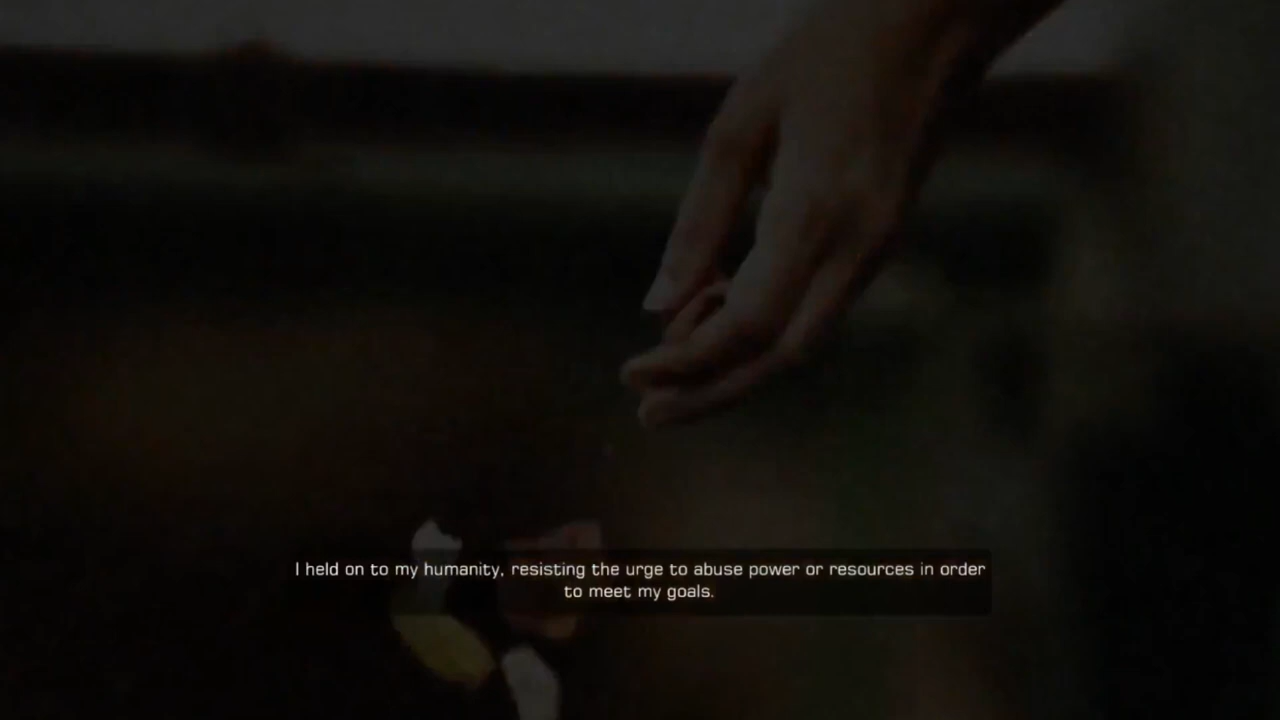 I held on to my humanity, resisting the urge to abuse power or resources in order
to meet my goals.